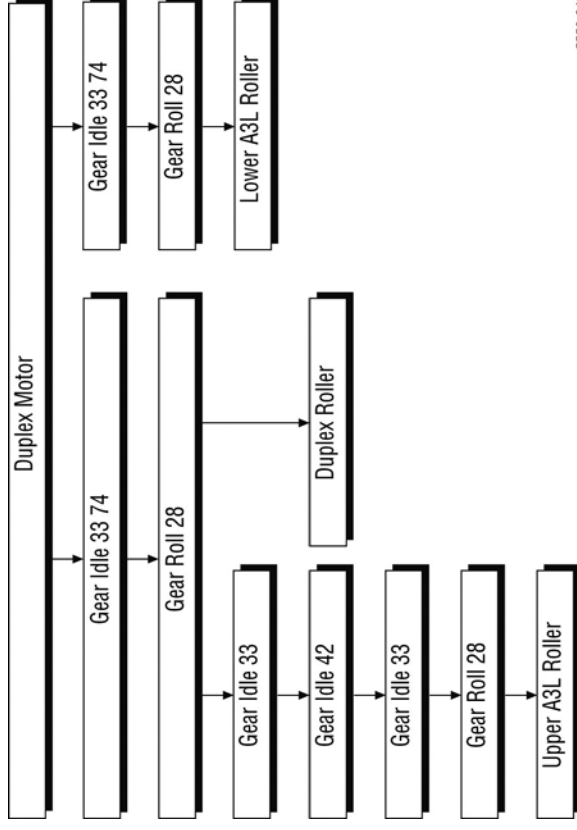 Duplex Motor
Gear Idle 33 74
Gear Roll 28
Gear Idle 33
Gear Idle 42
Gear Idle 33
Gear Roll 28
Upper A3L Roller
Duplex Roller
Gear Idle 33 74
Gear Roll 28
Lower A3L Roller